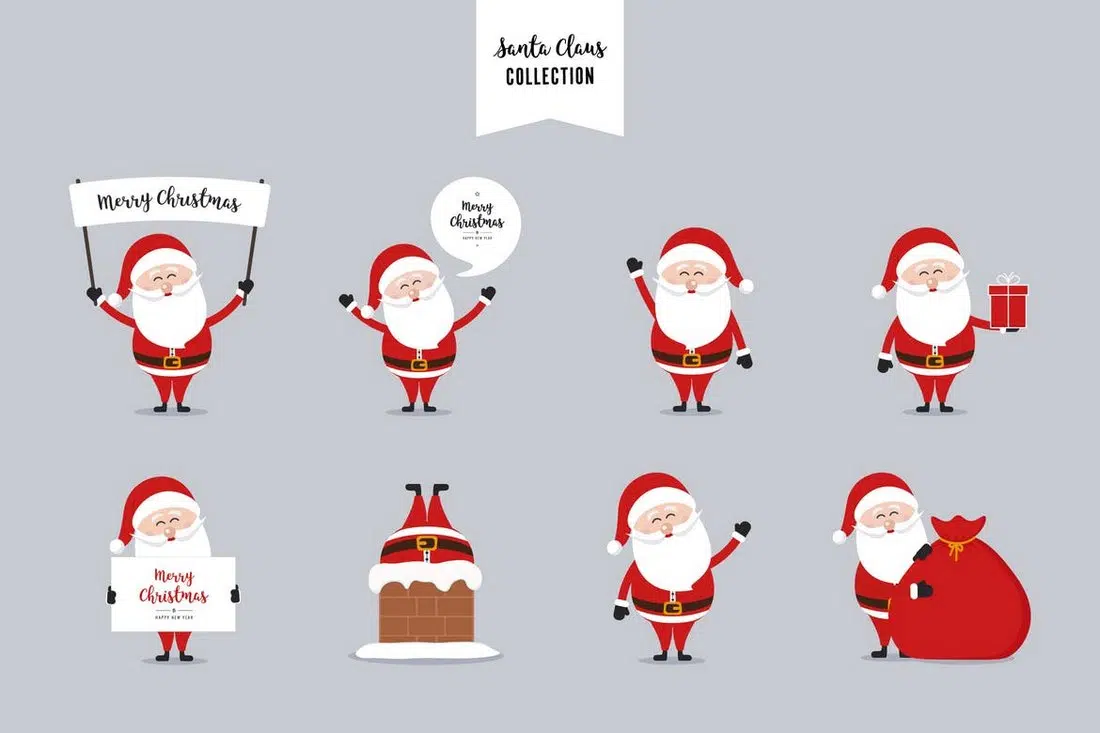 Santa Claus
COLLECTION
Merry Christmas
Merry
Christmas
HAPPY NEW YEAR
Merry
Christmas
HAPPY NEW YEAR